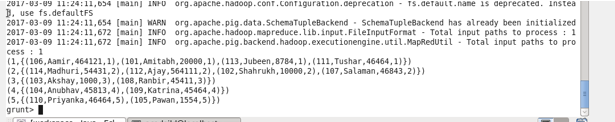 2017-03-09 11:24:11,654 [main] INFO  org.apache.hadoop.conf.Configuration.deprecation - fs.default.name is deprecated. Instea
d, use fs.defaultFS
2017-03-09 11:24:11,654 [main] WARN  org.apache.pig.data.SchemaTupleBackend - SchemaTupleBackend has already been initialized
2017-03-09 11:24:11,672 [main] INFO  org.apache.hadoop.mapreduce.lib.input.FileInputFormat - Total input paths to process : 1
2017-03-09 11:24:11,672 [main] INFO  org.apache.pig.backend.hadoop.executionengine.util.MapRedUtil - Total input paths to pro
cess : 1
(1,{(106,Aamir,464121,1),(101,Amitabh,20000,1),(113,Jubeen,8784,1),(111,Tushar,46464,1)})
(2,{(114,Madhuri,54431,2),(112,Ajay,564111,2),(102,Shahrukh,10000,2),(107,Salaman,46843,2)})
(3,{(103,Akshay,1000,3),(108,Ranbir,45411,3)})
(4,{(104,Anubhav,45813,4),(109,Katrina,45464,4)})
(5,{(110,Priyanka,46464,5),(105,Pawan,1554,5)})
grunt>